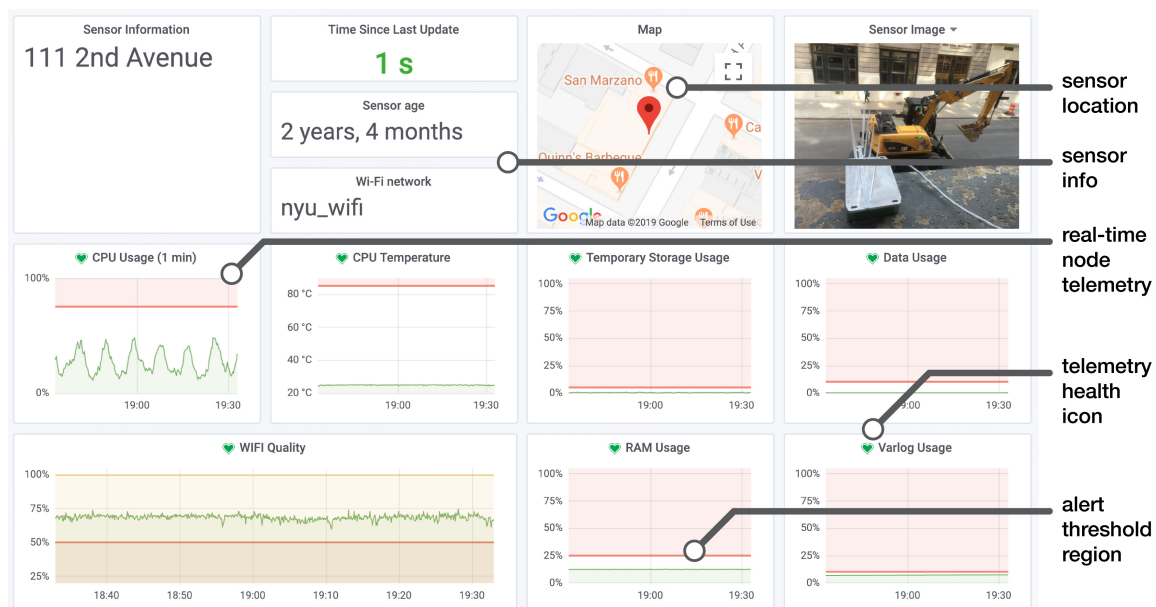 Sensor Information
111 2nd Avenue
Time Since Last Update
1 s
Sensor age
2 years, 4 months
Wi-Fi network
nyu_wifi
Map
San Marzano
Ca
Quinn's Barbeque
V
Google
Map data ©2019 Google Terms of Use
Sensor Image
sensor
location
sensor
info
real-time
node
telemetry
telemetry
health
icon
alert
threshold
region
CPU Usage (1 min)
100%
0%
19:00 19:30
CPU Temperature
80 °C
60 °C
40 °C
20 °C
19:00 19:30
Temporary Storage Usage
100%
75%
50%
25%
0%
19:00 19:30
Data Usage
100%
75%
50%
25%
0%
19:00 19:30
WIFI Quality
100%
75%
50%
25%
18:40 18:50 19:00 19:10 19:20 19:30
RAM Usage
100%
75%
50%
25%
0%
19:00 19:30
Varlog Usage
100%
75%
50%
25%
0%
19:00 19:30